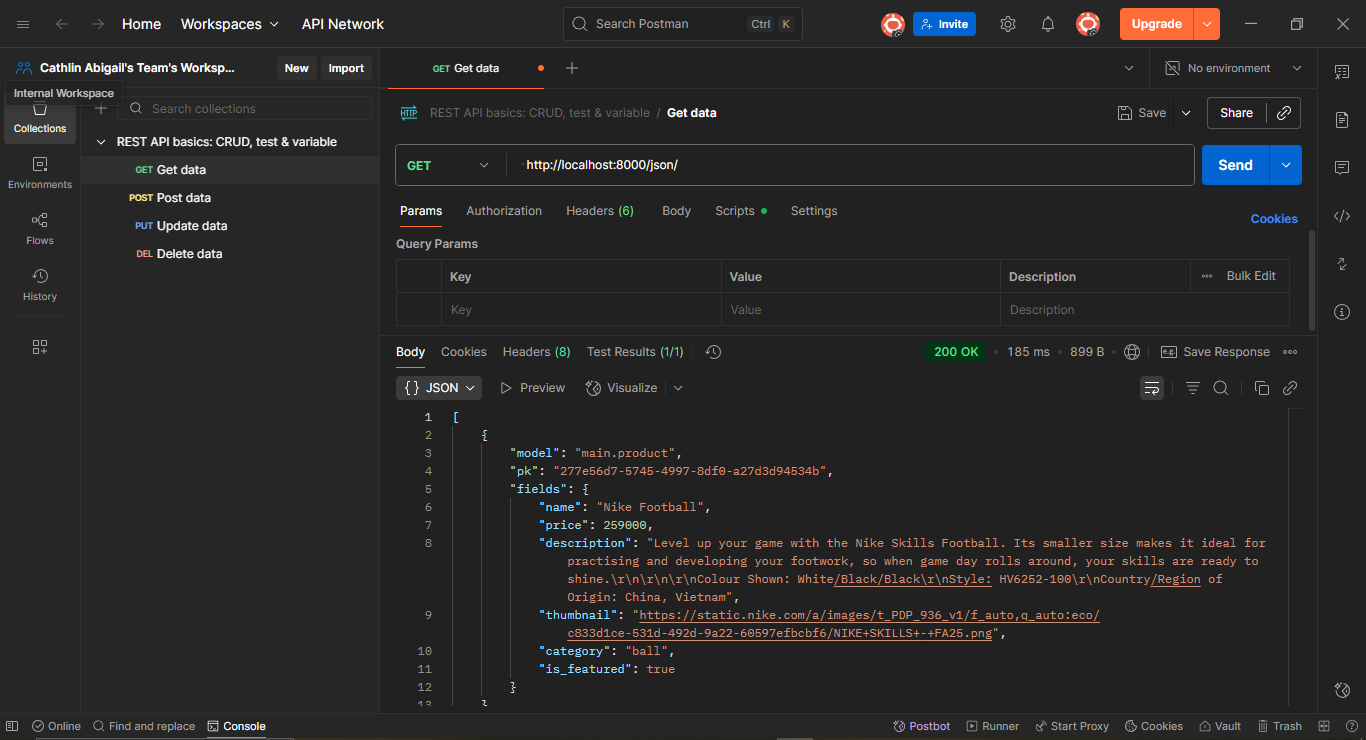 Home Workspaces API Network Search Postman Ctrl K Invite Upgrade
Cathlin Abigail's Team's Worksp... New Import GET Get data No environment
Internal Workspace
Search collections
Collections
Environments
Flows
History
REST API basics: CRUD, test & variable
GET Get data
POST Post data
PUT Update data
DEL Delete data
HTTP REST API basics: CRUD, test & variable / Get data Save Share
GET http://localhost:8000/json/ Send
Params Authorization Headers (6) Body Scripts Settings Cookies
Query Params
Key Value Description Bulk Edit
Key Value Description
Body Cookies Headers (8) Test Results (1/1) 200 OK 185 ms 899 B e.g. Save Response
{} JSON Preview Visualize
1 [
2 {
3 "model": "main.product",
4 "pk": "277e56d7-5745-4997-8df0-a27d3d94534b",
5 "fields": {
6 "name": "Nike Football",
7 "price": 259000,
8 "description": "Level up your game with the Nike Skills Football. Its smaller size makes it ideal for
practising and developing your footwork, so when game day rolls around, your skills are ready to
shine.\r\n\r\n\r\nColour Shown: White/Black/Black\r\nStyle: HV6252-100\r\nCountry/Region of
Origin: China, Vietnam",
9 "thumbnail": "https://static.nike.com/a/images/t_PDP_936_v1/f_auto,q_auto:eco/
c833d1ce-531d-492d-9a22-60597efbcbf6/NIKE+SKILLS+-+FA25.png",
10 "category": "ball",
11 "is_featured": true
12 }
13 }
Online Find and replace Console Postbot Runner Start Proxy Cookies Vault Trash